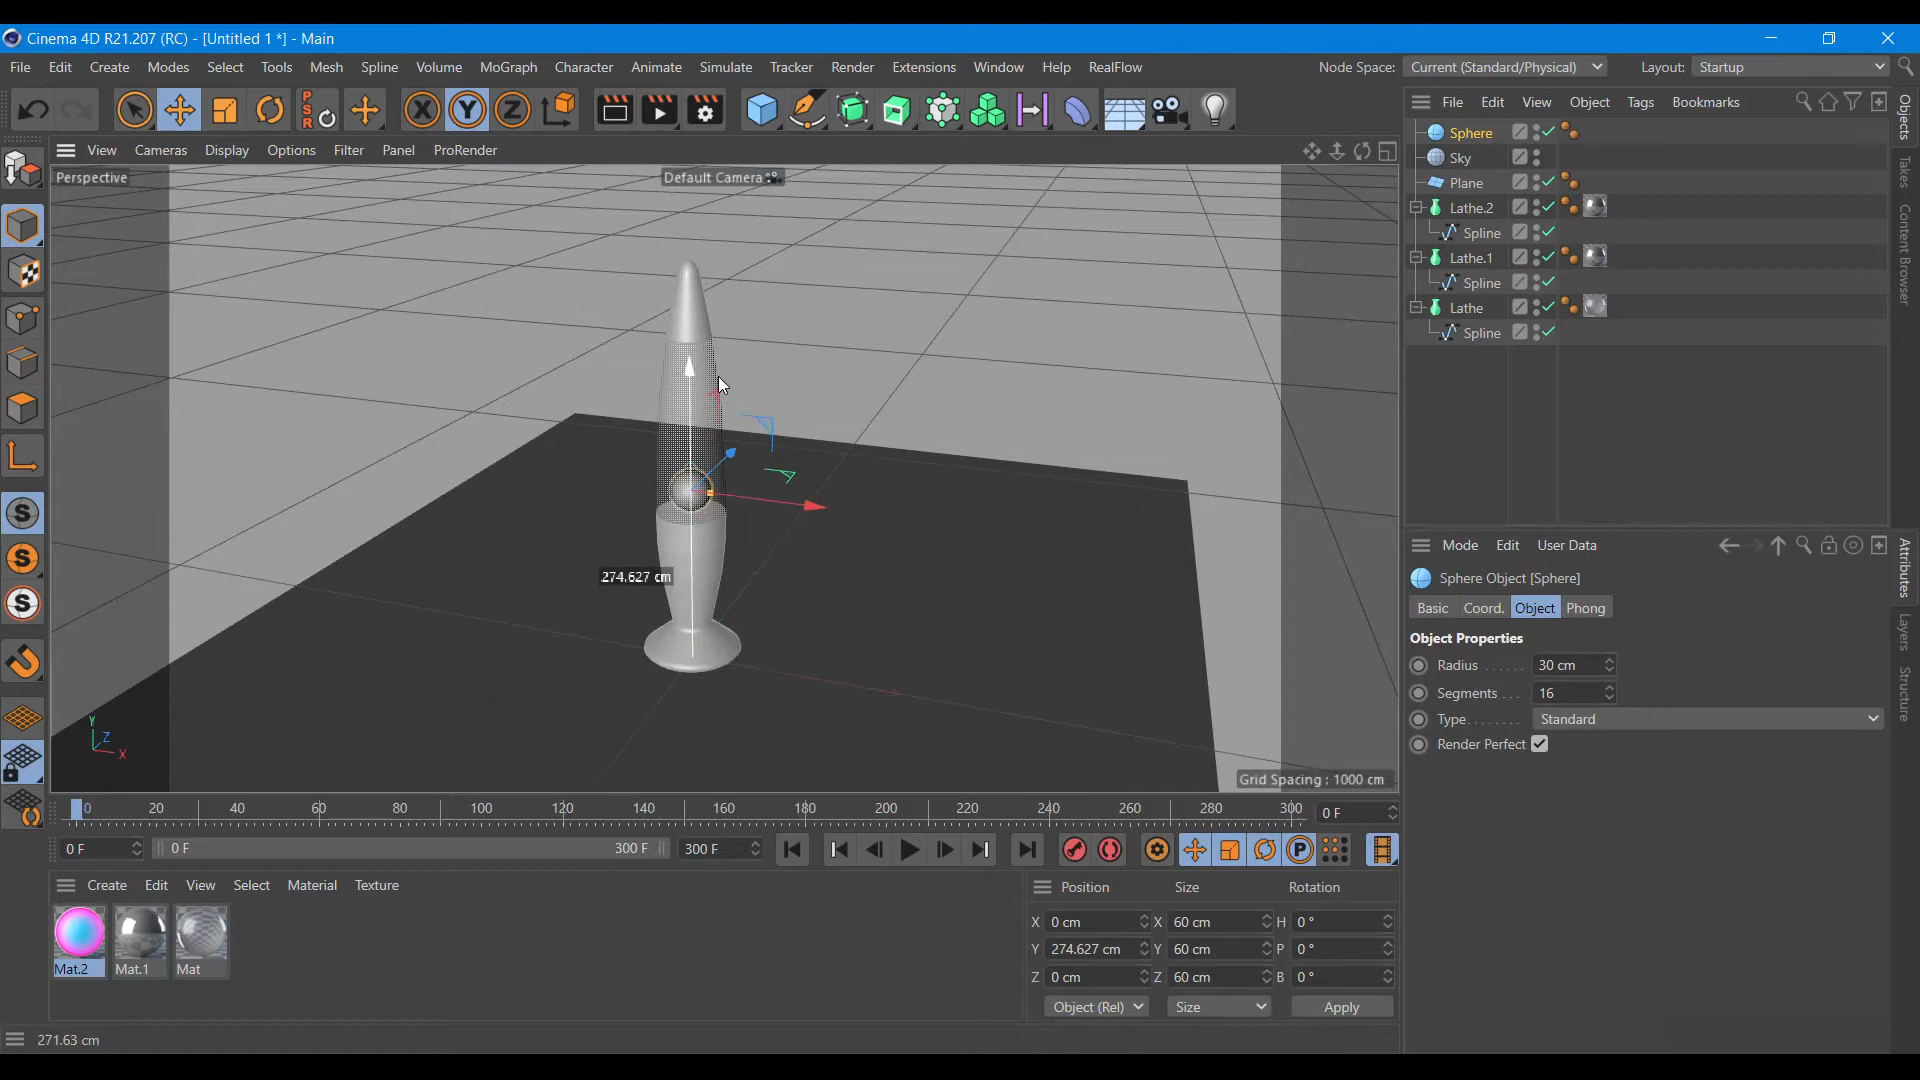 Cinema 4D R21.207 (RC) - [Untitled 1 *] - Main
File Edit Create Modes Select Tools Mesh Spline Volume MoGraph Character Animate Simulate Tracker Render Extensions Window Help RealFlow Node Space: Current (Standard/Physical) Layout: Startup
P S R X Y Z
File Edit View Object Tags Bookmarks
Objects
Takes
Content Browser
View Cameras Display Options Filter Panel ProRender
Perspective
Default Camera
Sphere
Sky
Plane
Lathe.2
Spline
Lathe.1
Spline
Lathe
Spline
274.627 cm
Y
Z
X
Grid Spacing : 1000 cm
Mode Edit User Data
Attributes
Layers
Structure
Sphere Object [Sphere]
Basic Coord. Object Phong
Object Properties
Radius ...... 30 cm
Segments ... 16
Type ........ Standard
Render Perfect
0 20 40 60 80 100 120 140 160 180 200 220 240 260 280 300 0 F
0 F 0 F 300 F 300 F
Create Edit View Select Material Texture
Mat.2 Mat.1 Mat
Position Size Rotation
X 0 cm X 60 cm H 0 °
Y 274.627 cm Y 60 cm P 0 °
Z 0 cm Z 60 cm B 0 °
Object (Rel) Size Apply
271.63 cm